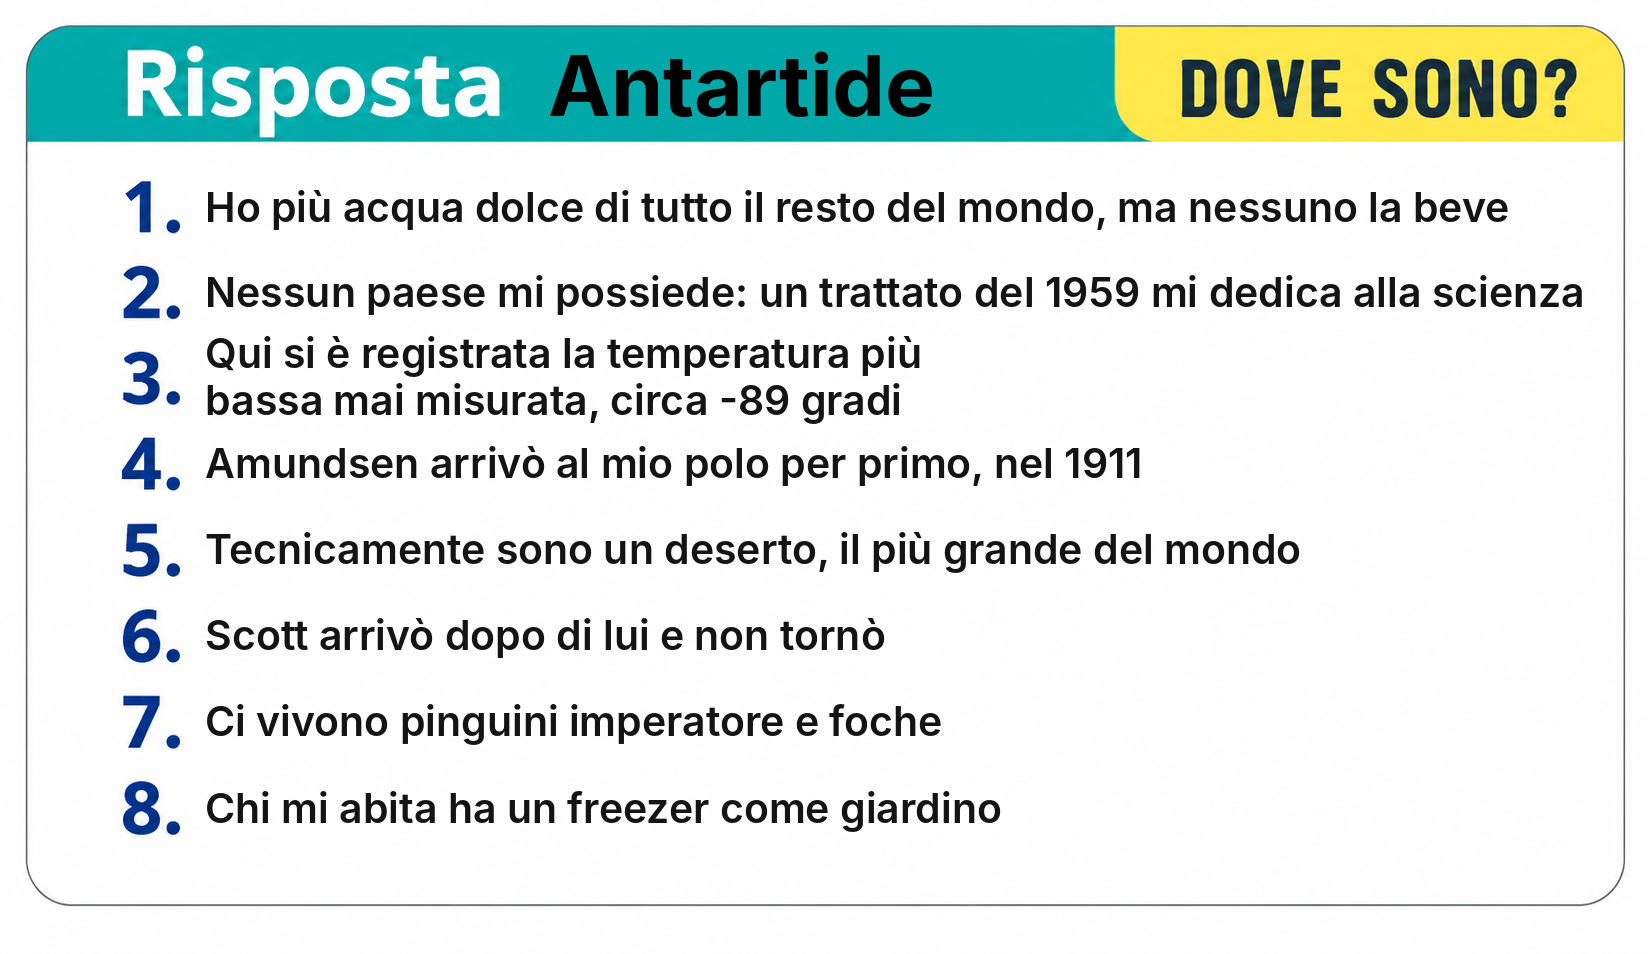 Risposta Antartide
DOVE SONO?
1. Ho più acqua dolce di tutto il resto del mondo, ma nessuno la beve
2. Nessun paese mi possiede: un trattato del 1959 mi dedica alla scienza
3. Qui si è registrata la temperatura più
bassa mai misurata, circa -89 gradi
4. Amundsen arrivò al mio polo per primo, nel 1911
5. Tecnicamente sono un deserto, il più grande del mondo
6. Scott arrivò dopo di lui e non tornò
7. Ci vivono pinguini imperatore e foche
8. Chi mi abita ha un freezer come giardino